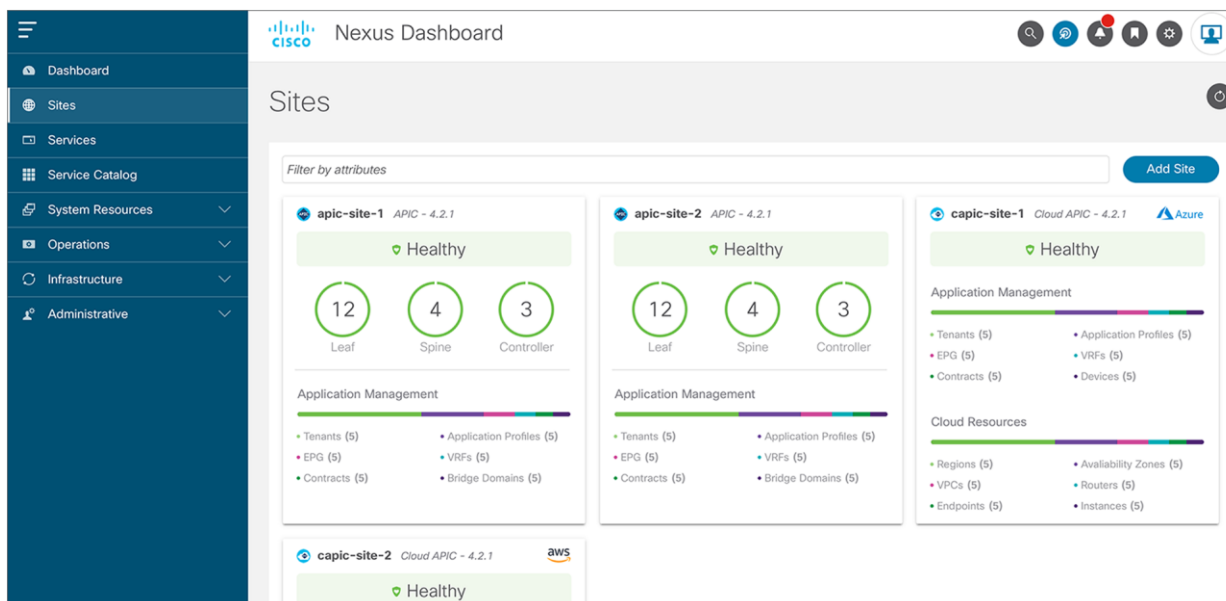 CISCO Nexus Dashboard
Dashboard
Sites
Services
Service Catalog
System Resources
Operations
Infrastructure
Administrative
Sites
Filter by attributes
Add Site
apic-site-1 APIC - 4.2.1
Healthy
12 4 3
Leaf Spine Controller
Application Management
Tenants (5) Application Profiles (5)
EPG (5) VRFs (5)
Contracts (5) Bridge Domains (5)
apic-site-2 APIC - 4.2.1
Healthy
12 4 3
Leaf Spine Controller
Application Management
Tenants (5) Application Profiles (5)
EPG (5) VRFs (5)
Contracts (5) Bridge Domains (5)
capic-site-1 Cloud APIC - 4.2.1 Azure
Healthy
Application Management
Tenants (5) Application Profiles (5)
EPG (5) VRFs (5)
Contracts (5) Devices (5)
Cloud Resources
Regions (5) Avaliability Zones (5)
VPCs (5) Routers (5)
Endpoints (5) Instances (5)
capic-site-2 Cloud APIC - 4.2.1 aws
Healthy